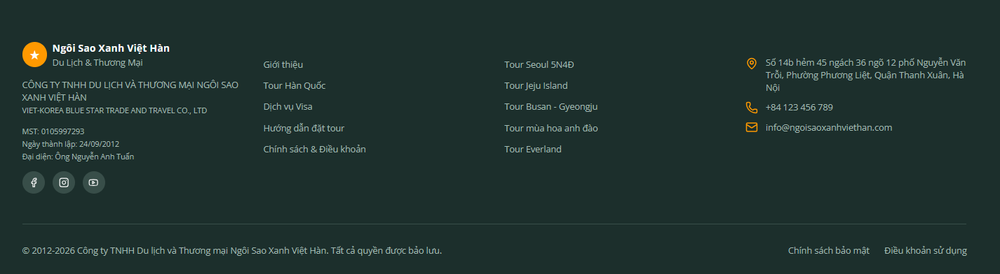 Ngôi Sao Xanh Việt Hàn
Du Lịch & Thương Mại
CÔNG TY TNHH DU LỊCH VÀ THƯƠNG MẠI NGÔI SAO
XANH VIỆT HÀN
VIET-KOREA BLUE STAR TRADE AND TRAVEL CO., LTD
MST: 0105997293
Ngày thành lập: 24/09/2012
Đại diện: Ông Nguyễn Anh Tuấn
Giới thiệu
Tour Hàn Quốc
Dịch vụ Visa
Hướng dẫn đặt tour
Chính sách & Điều khoản
Tour Seoul 5N4Đ
Tour Jeju Island
Tour Busan - Gyeongju
Tour mùa hoa anh đào
Tour Everland
Số 14b hẻm 45 ngách 36 ngõ 12 phố Nguyễn Văn
Trỗi, Phường Phương Liệt, Quận Thanh Xuân, Hà
Nội
+84 123 456 789
info@ngoisaoxanhviethan.com
© 2012-2026 Công ty TNHH Du lịch và Thương mại Ngôi Sao Xanh Việt Hàn. Tất cả quyền được bảo lưu.
Chính sách bảo mật
Điều khoản sử dụng